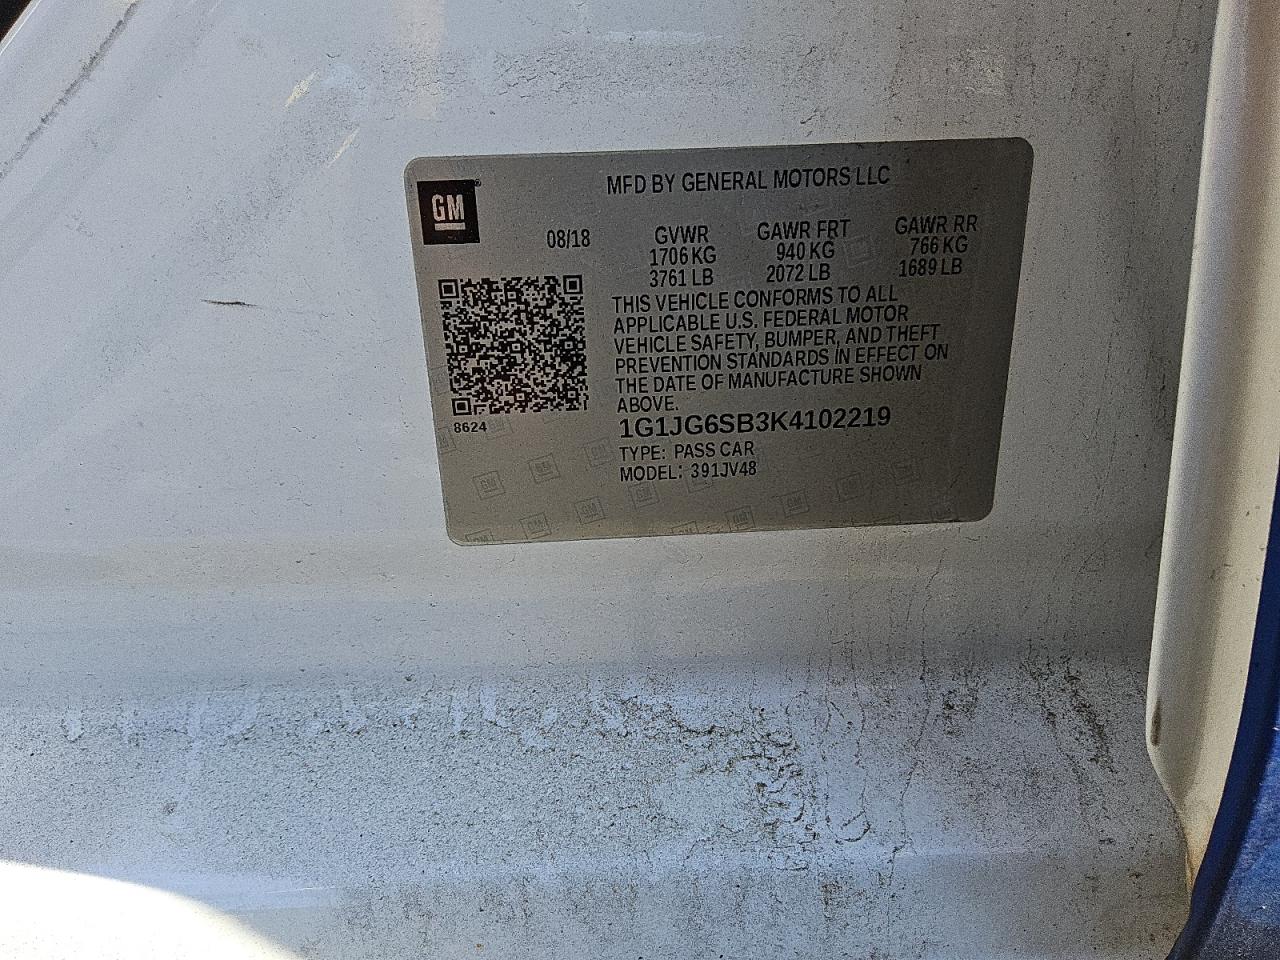 GM
MFD BY GENERAL MOTORS LLC
08/18
GVWR GAWR FRT GAWR RR
1706 KG 940 KG 766 KG
3761 LB 2072 LB 1689 LB
THIS VEHICLE CONFORMS TO ALL
APPLICABLE U.S. FEDERAL MOTOR
VEHICLE SAFETY, BUMPER, AND THEFT
PREVENTION STANDARDS IN EFFECT ON
THE DATE OF MANUFACTURE SHOWN
ABOVE.
8624
1G1JG6SB3K4102219
TYPE: PASS CAR
MODEL: 391JV48